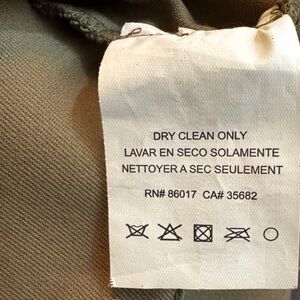 DRY CLEAN ONLY
LAVAR EN SECO SOLAMENTE
NETTOYER A SEC SEULEMENT
RN# 86017 CA# 35682